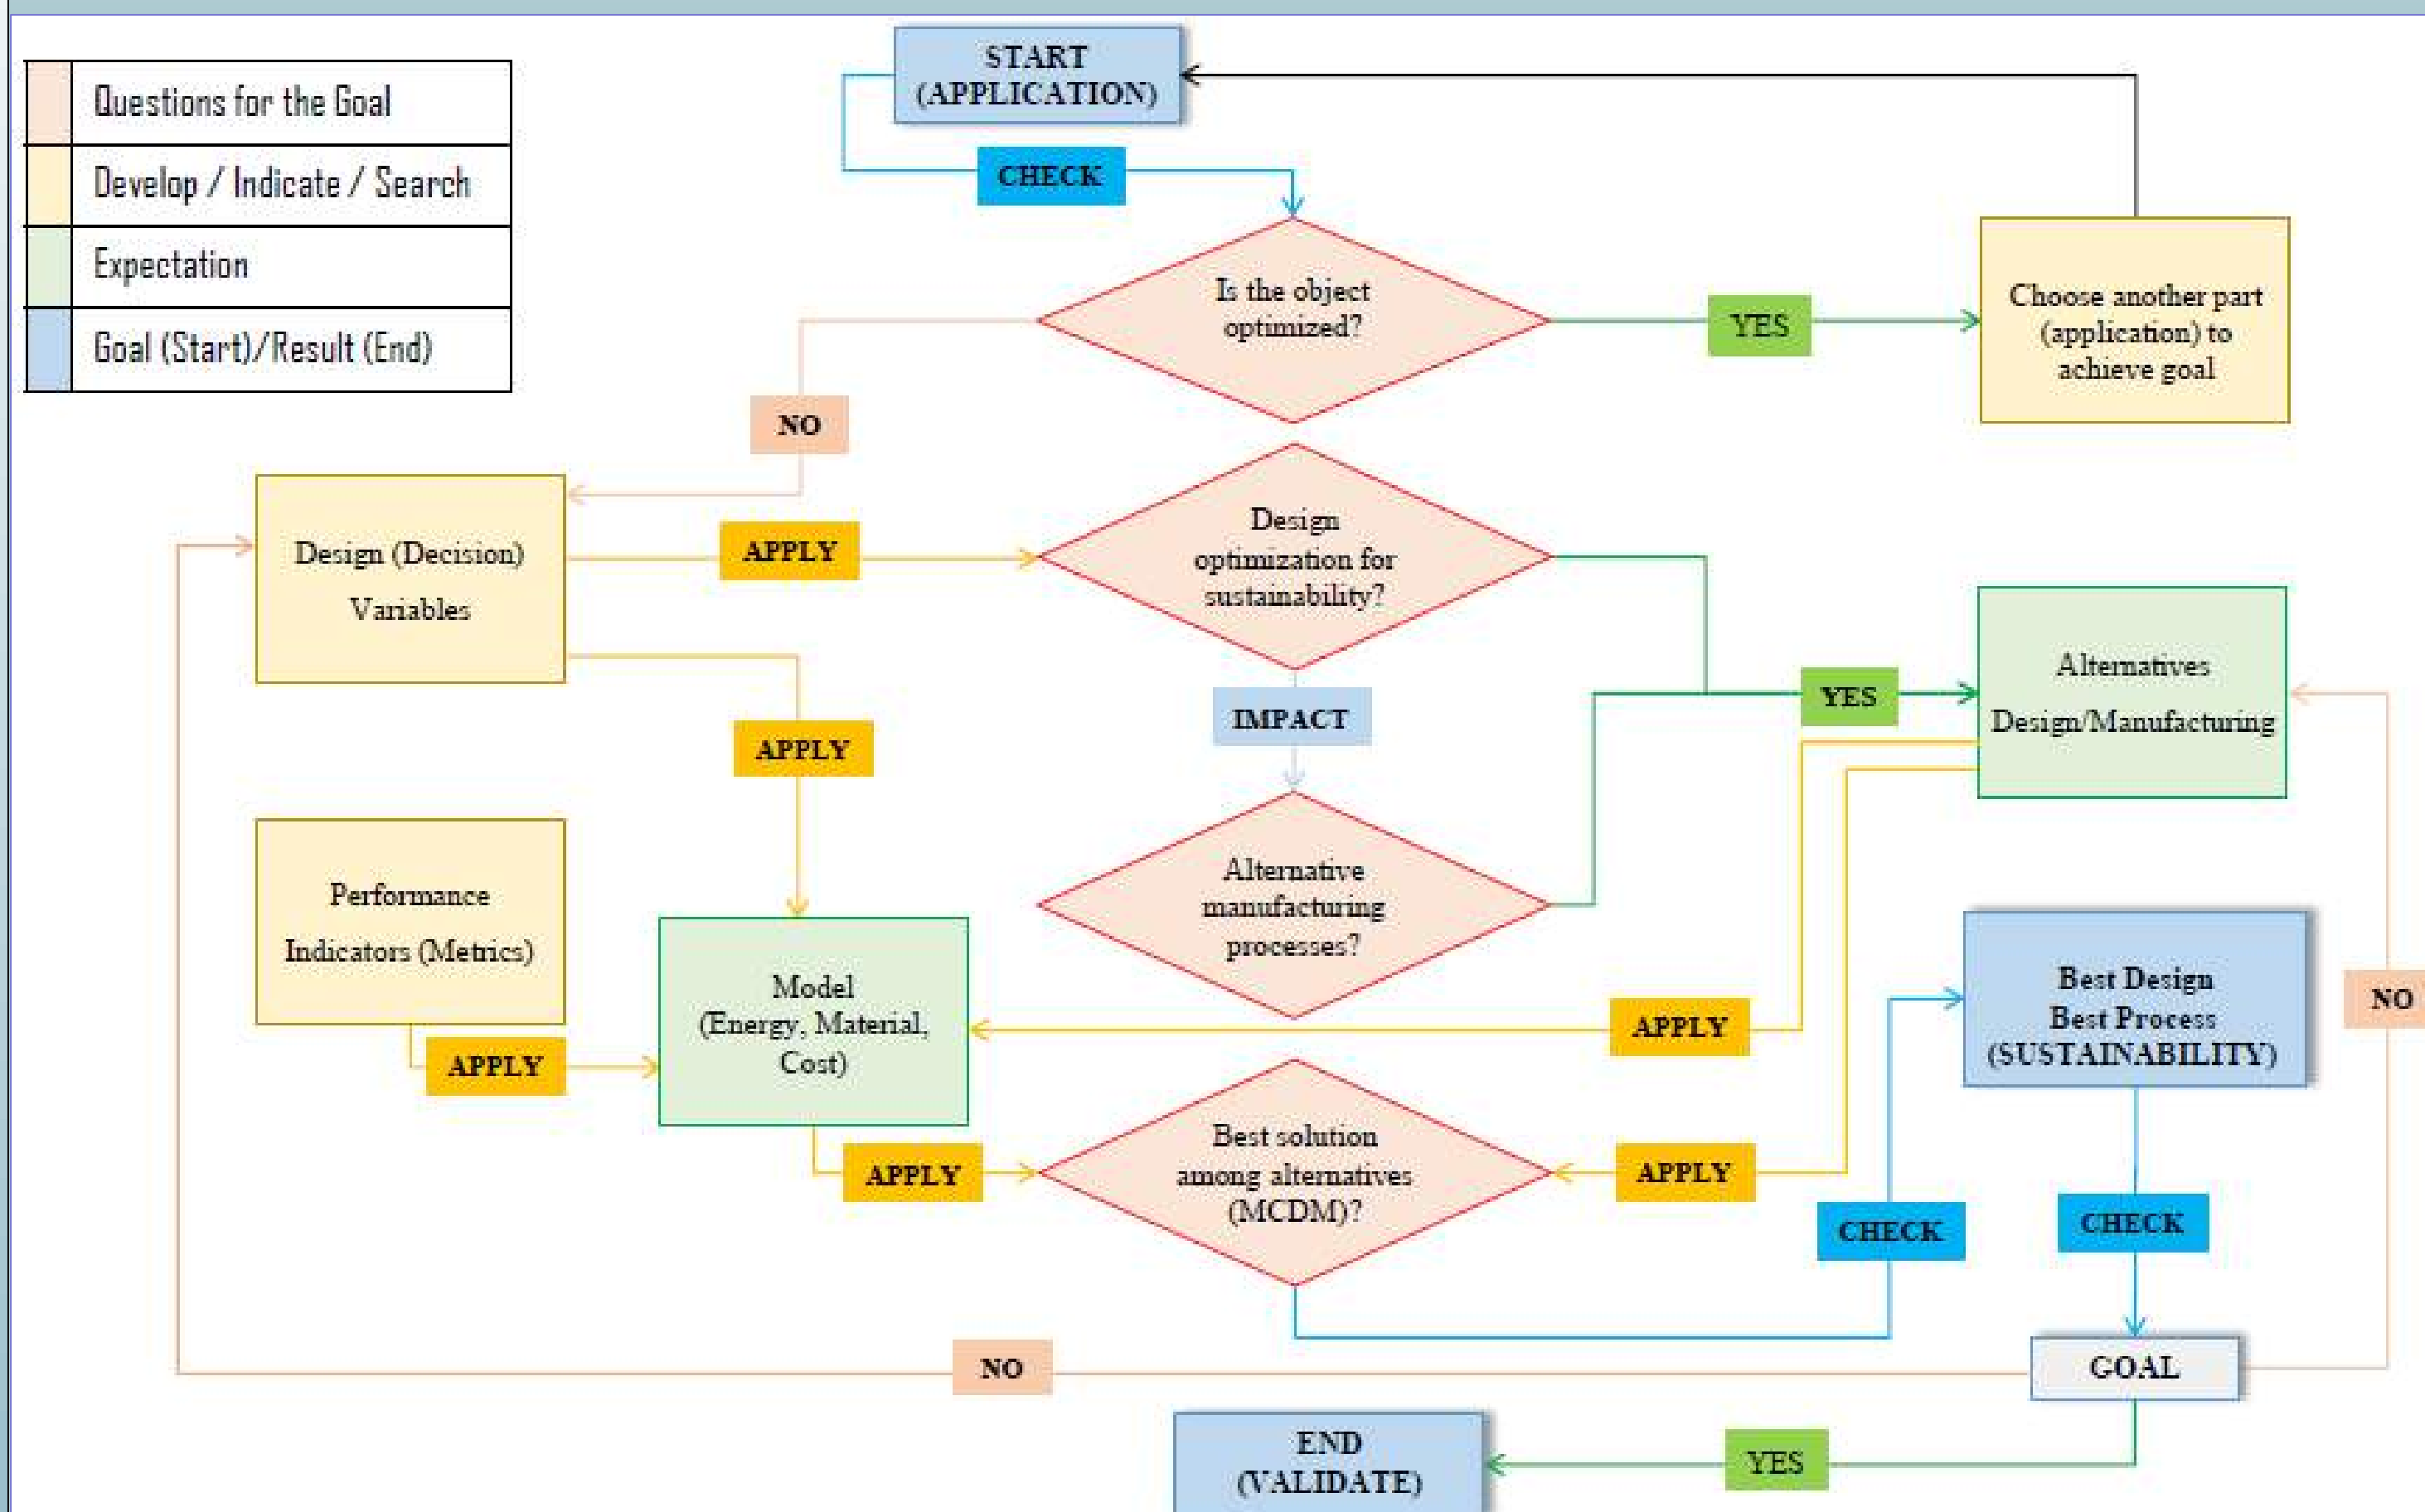 Questions for the Goal
Develop / Indicate / Search
Expectation
Goal (Start)/Result (End)
START
(APPLICATION)
CHECK
Is the object
optimized?
YES
Choose another part
(application) to
achieve goal
NO
Design (Decision)
Variables
APPLY
Design
optimization for
sustainability?
IMPACT
YES
Alternatives
Design/Manufacturing
APPLY
Performance
Indicators (Metrics)
APPLY
Model
(Energy, Material,
Cost)
Alternative
manufacturing
processes?
APPLY
Best Design
Best Process
(SUSTAINABILITY)
NO
APPLY
Best solution
among alternatives
(MCDM)?
APPLY
CHECK
CHECK
NO
GOAL
YES
END
(VALIDATE)